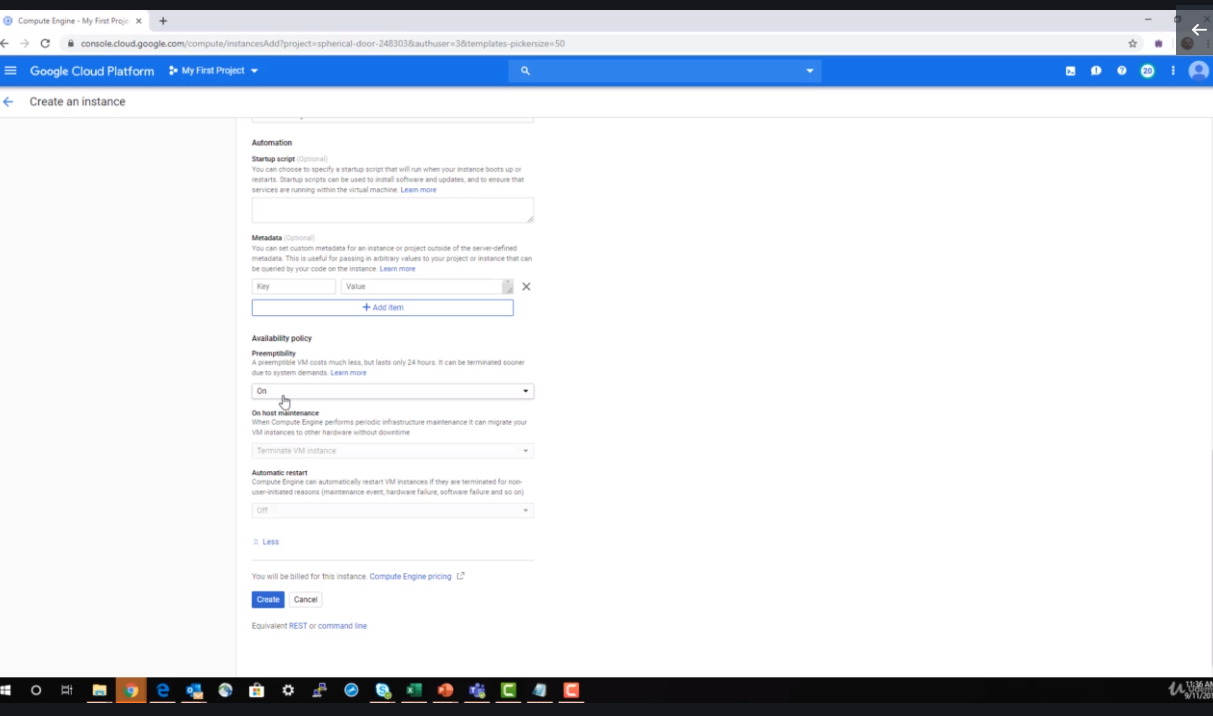 Compute Engine - My First Proje
console.cloud.google.com/compute/instancesAdd?project=spherical-door-248303&authuser=3&templates-pickersize=50
Google Cloud Platform
My First Project
20
Create an instance
Automation
Startup script (Optional)
You can choose to specify a startup script that will run when your instance boots up or
restarts. Startup scripts can be used to install software and updates, and to ensure that
services are running within the virtual machine. Learn more
Metadata (Optional)
You can set custom metadata for an instance or project outside of the server-defined
metadata. This is useful for passing in arbitrary values to your project or instance that can
be queried by your code on the instance. Learn more
Key
Value
+ Add item
Availability policy
Preemptibility
A preemptible VM costs much less, but lasts only 24 hours. It can be terminated sooner
due to system demands. Learn more
On
On host maintenance
When Compute Engine performs periodic infrastructure maintenance it can migrate your
VM instances to other hardware without downtime
Terminate VM instance
Automatic restart
Compute Engine can automatically restart VM instances if they are terminated for non-
user-initiated reasons (maintenance event, hardware failure, software failure and so on)
Off
Less
You will be billed for this instance. Compute Engine pricing
Create
Cancel
Equivalent REST or command line
11:36 AM